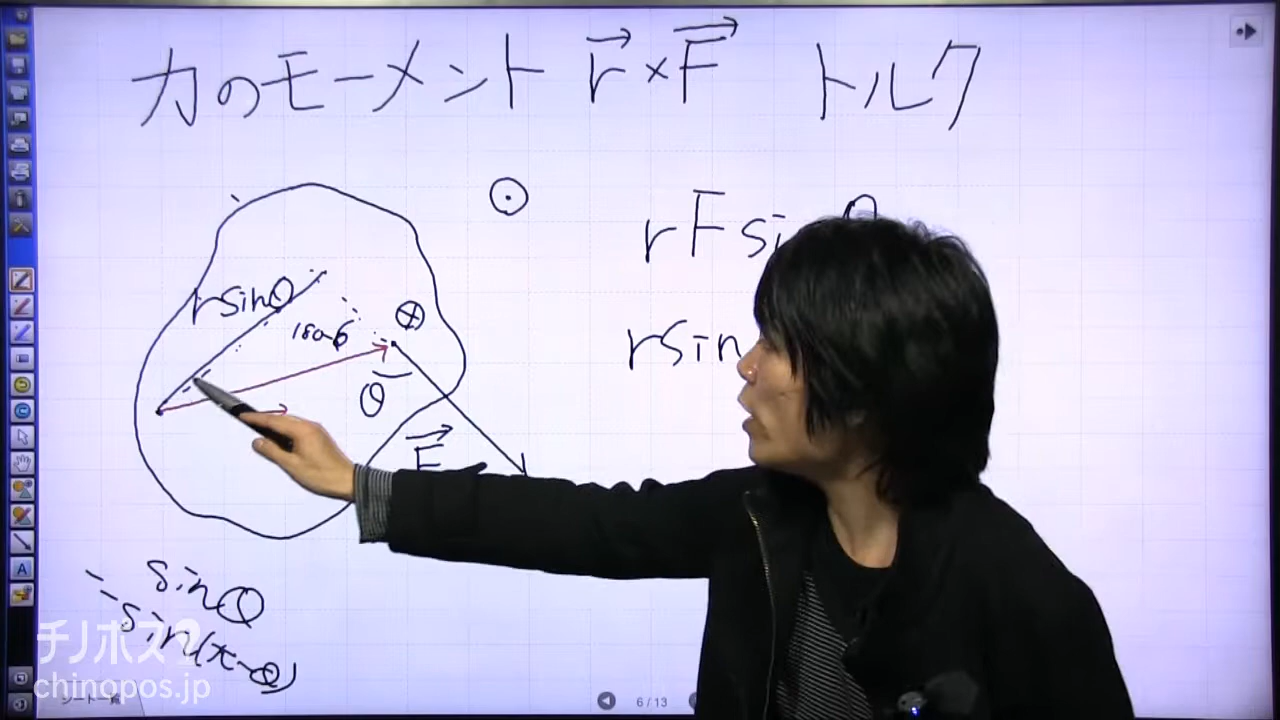 力のモーメント r×F トルク
rFsi
rsinθ
180-θ
θ
F
rsin
sinθ
=sin(π-θ)
チノポス
chinopos.jp
6 / 13
A